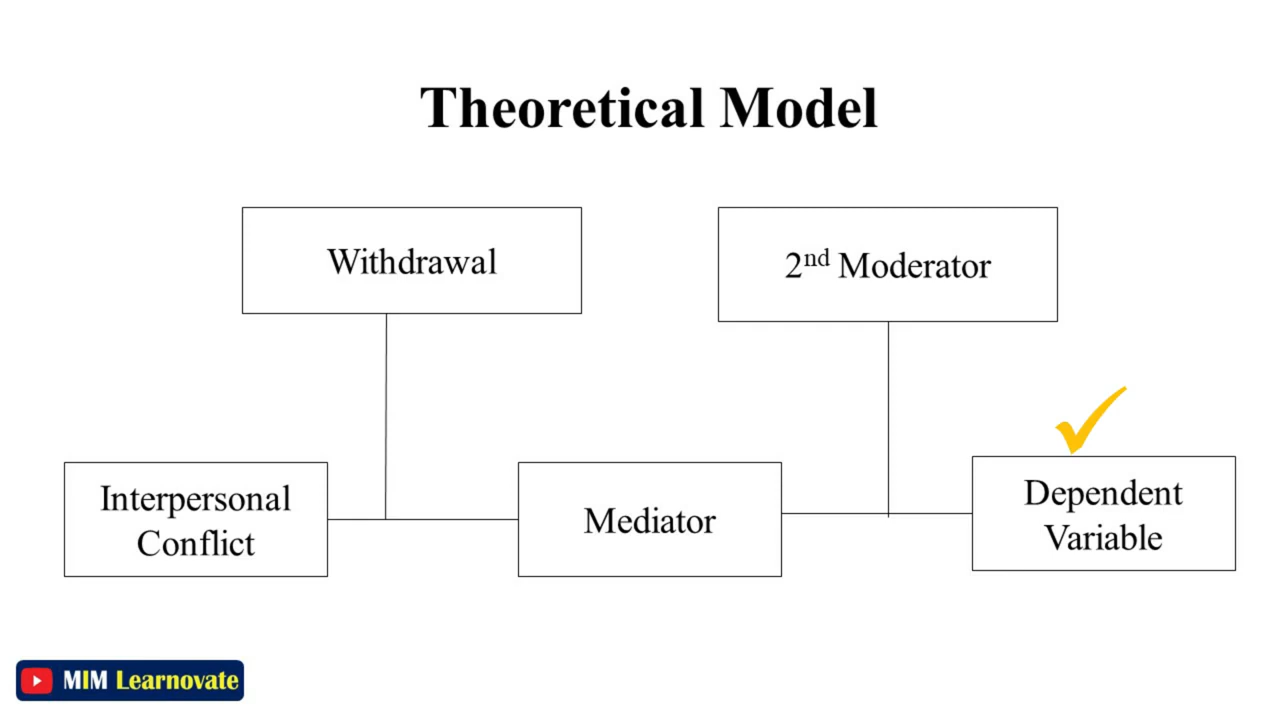 Theoretical Model
Withdrawal
2nd Moderator
Interpersonal
Conflict
Mediator
Dependent
Variable
MIM Learnovate